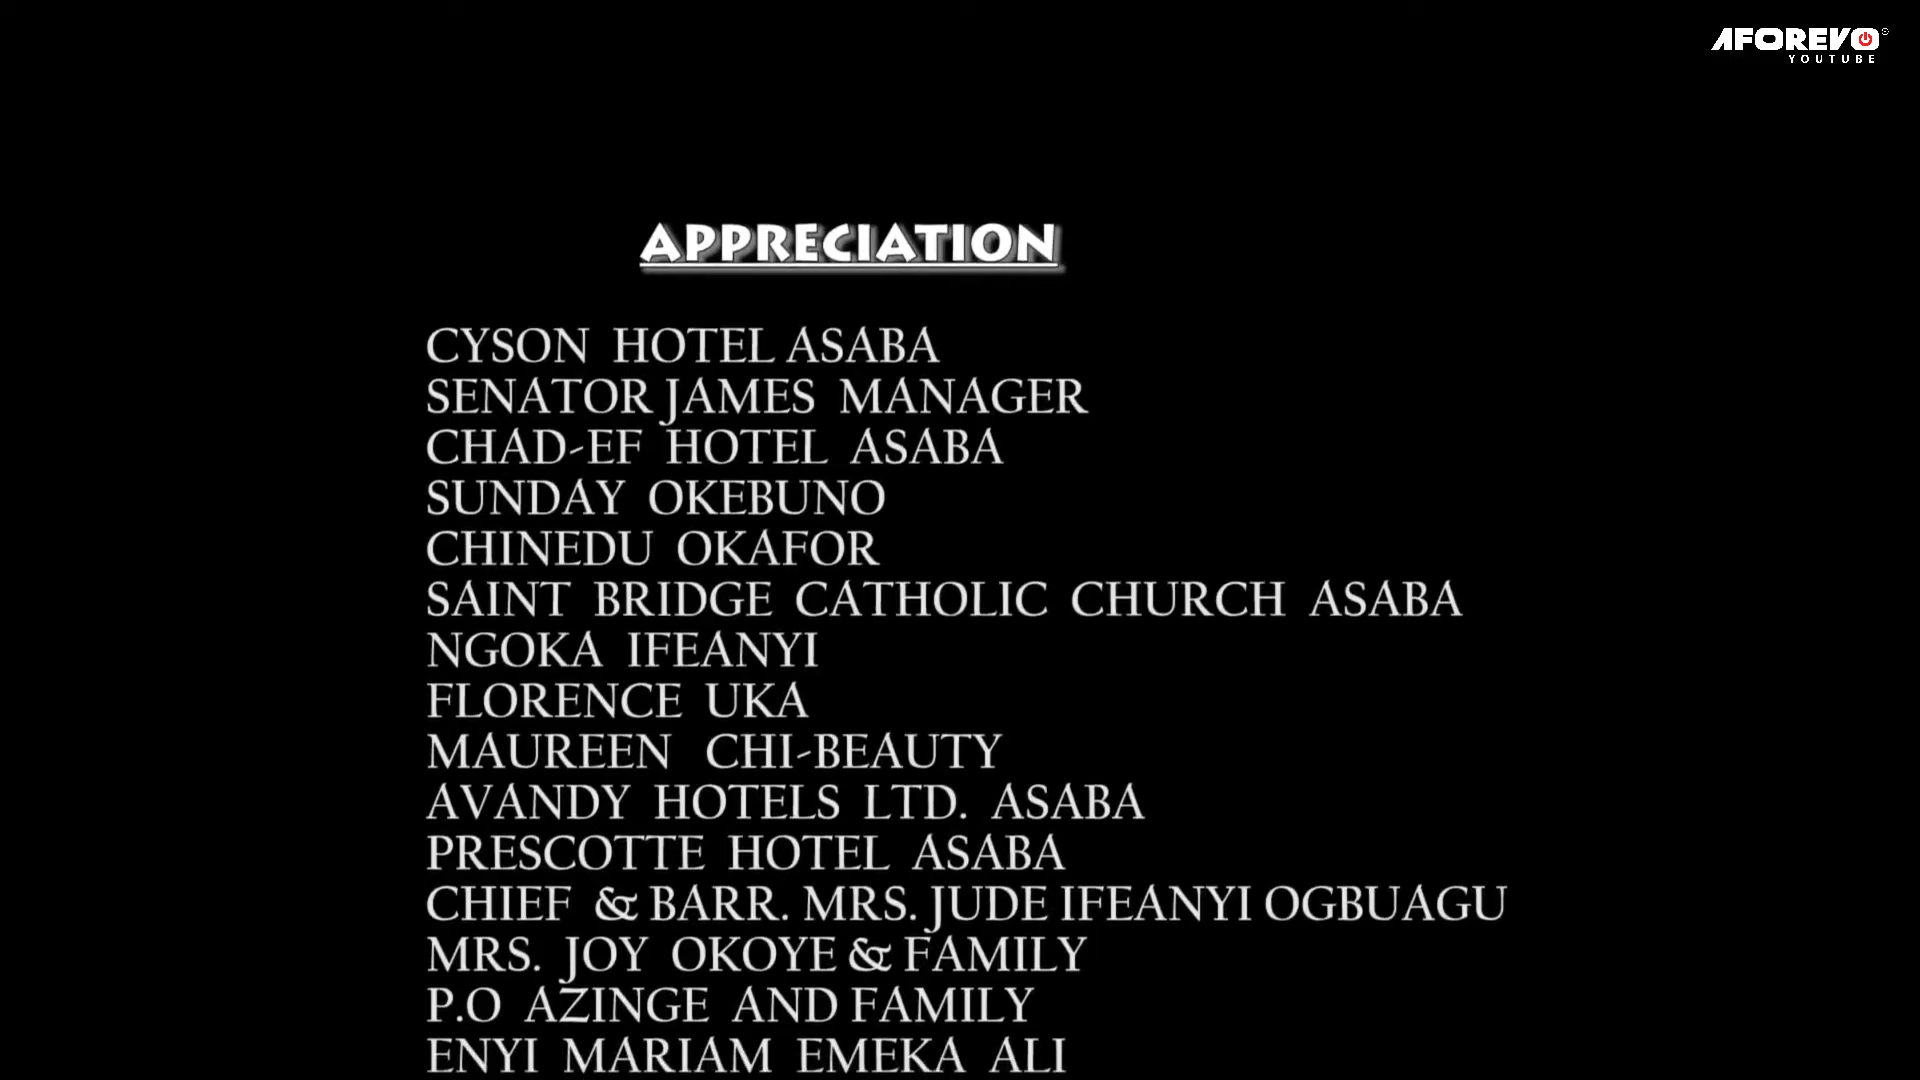 AFOREVO
YOUTUBE
APPRECIATION
CYSON HOTEL ASABA
SENATOR JAMES MANAGER
CHAD-EF HOTEL ASABA
SUNDAY OKEBUNO
CHINEDU OKAFOR
SAINT BRIDGE CATHOLIC CHURCH ASABA
NGOKA IFEANYI
FLORENCE UKA
MAUREEN CHI-BEAUTY
AVANDY HOTELS LTD. ASABA
PRESCOTTE HOTEL ASABA
CHIEF & BARR. MRS. JUDE IFEANYI OGBUAGU
MRS. JOY OKOYE & FAMILY
P.O AZINGE AND FAMILY
ENYI MARIAM EMEKA ALI